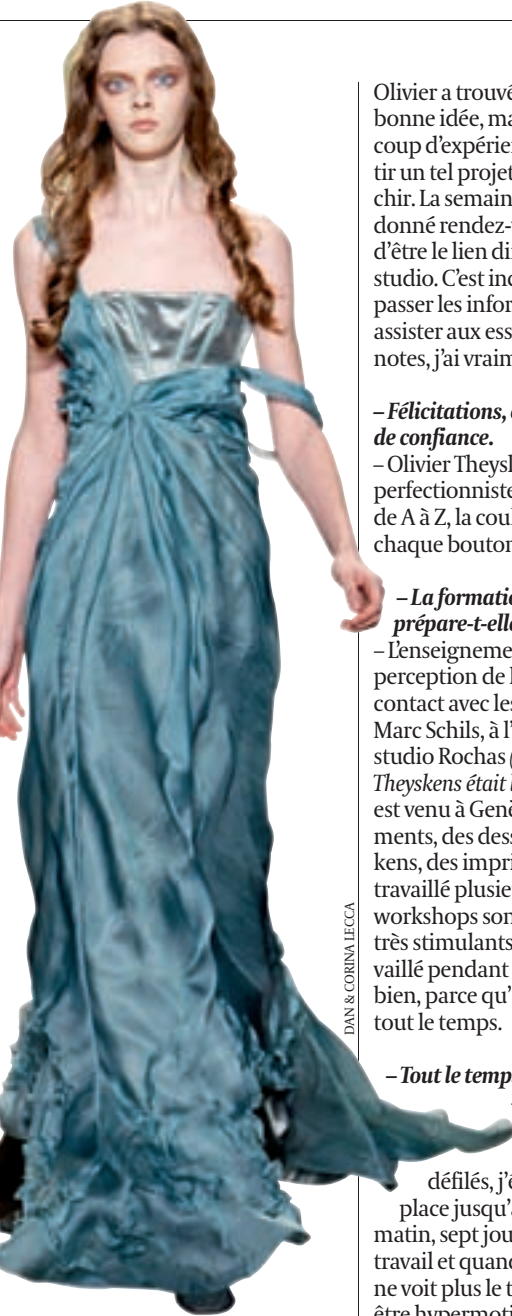 Olivier a trouvé
bonne idée, ma
coup d'expérien
tir un tel projet
chir. La semain
donné rendez-v
d'être le lien di
studio. C'est inc
passer les infor
assister aux ess
notes, j'ai vraim
– Félicitations,
de confiance.
– Olivier Theysk
perfectionniste
de A à Z, la coul
chaque bouton
– La formatio
prépare-t-elle
– L'enseigneme
perception de l
contact avec les
Marc Schils, à l'
studio Rochas (
Theyskens était l
est venu à Genè
ments, des dess
kens, des impri
travaillé plusieu
workshops son
très stimulants
vaillé pendant
bien, parce qu'
tout le temps.
– Tout le temp
défilés, j'é
place jusqu'a
matin, sept jou
travail et quand
ne voit plus le t
être hypermoti
DAN & CORINA LECCA